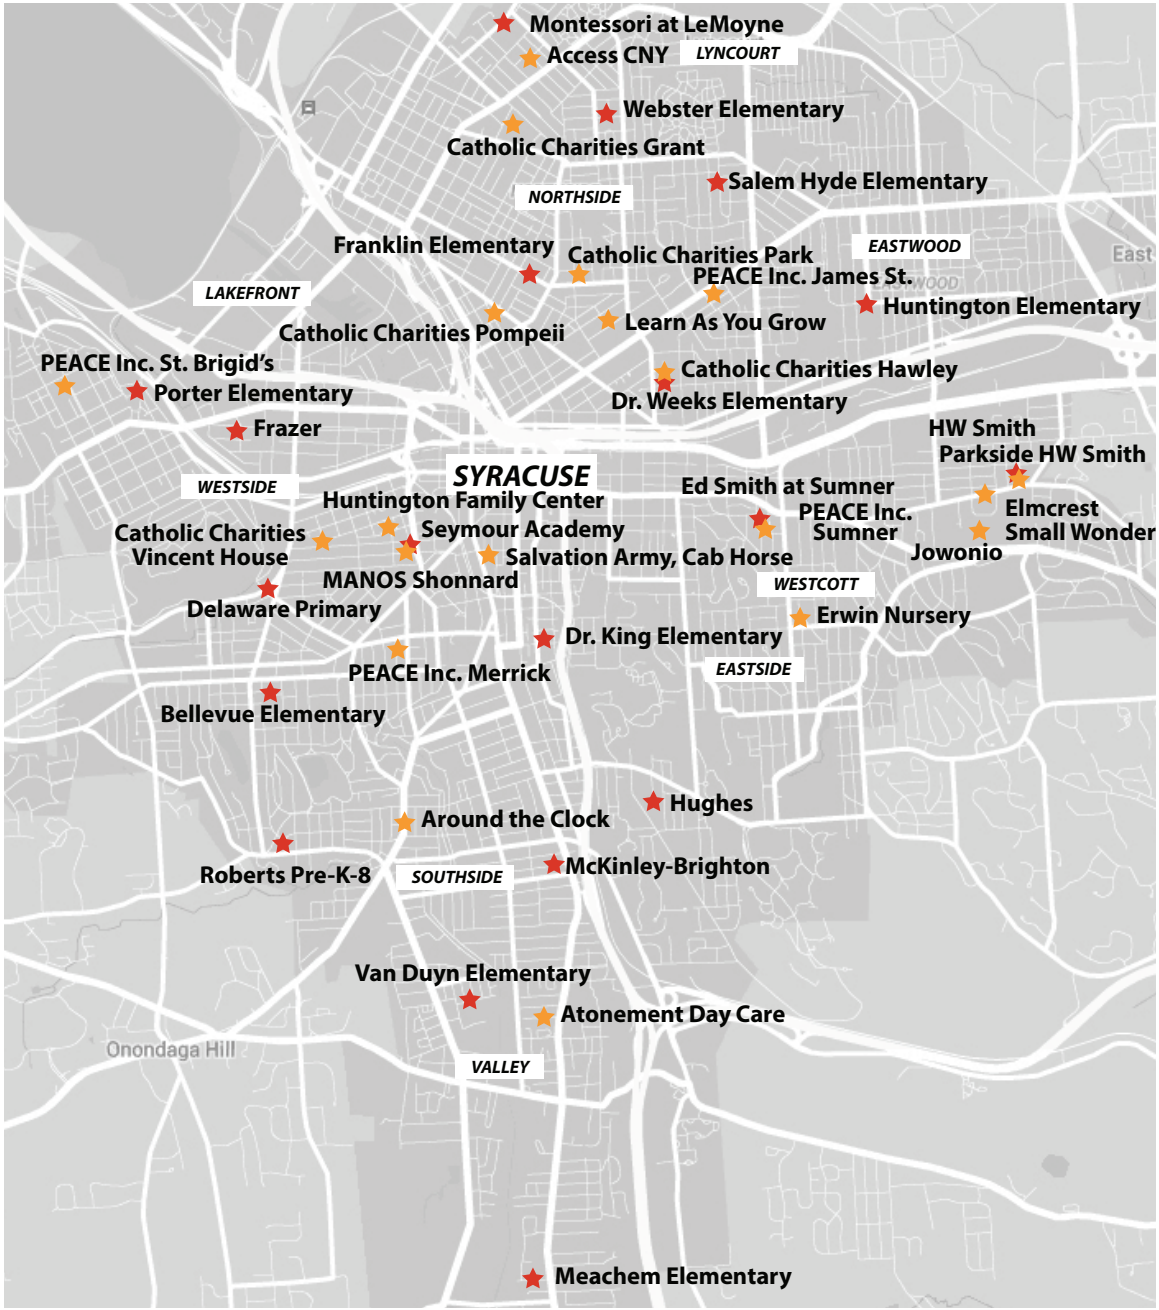 Montessori at LeMoyne
Access CNY
LYNCOURT
Webster Elementary
Catholic Charities Grant
Salem Hyde Elementary
NORTHSIDE
Franklin Elementary
Catholic Charities Park
EASTWOOD
East
PEACE Inc. James St.
EASTWOOD
LAKEFRONT
Huntington Elementary
Catholic Charities Pompeii
Learn As You Grow
PEACE Inc. St. Brigid's
Porter Elementary
Catholic Charities Hawley
Dr. Weeks Elementary
Frazer
HW Smith
Parkside HW Smith
SYRACUSE
WESTSIDE
Ed Smith at Sumner
Huntington Family Center
PEACE Inc.
Sumner
Elmcrest
Small Wonder
Seymour Academy
Catholic Charities
Vincent House
Salvation Army, Cab Horse
Jowonio
MANOS Shonnard
WESTCOTT
Delaware Primary
Erwin Nursery
Dr. King Elementary
PEACE Inc. Merrick
EASTSIDE
Bellevue Elementary
Hughes
Around the Clock
McKinley-Brighton
Roberts Pre-K-8
SOUTHSIDE
Van Duyn Elementary
Atonement Day Care
Onondaga Hill
VALLEY
Meachem Elementary